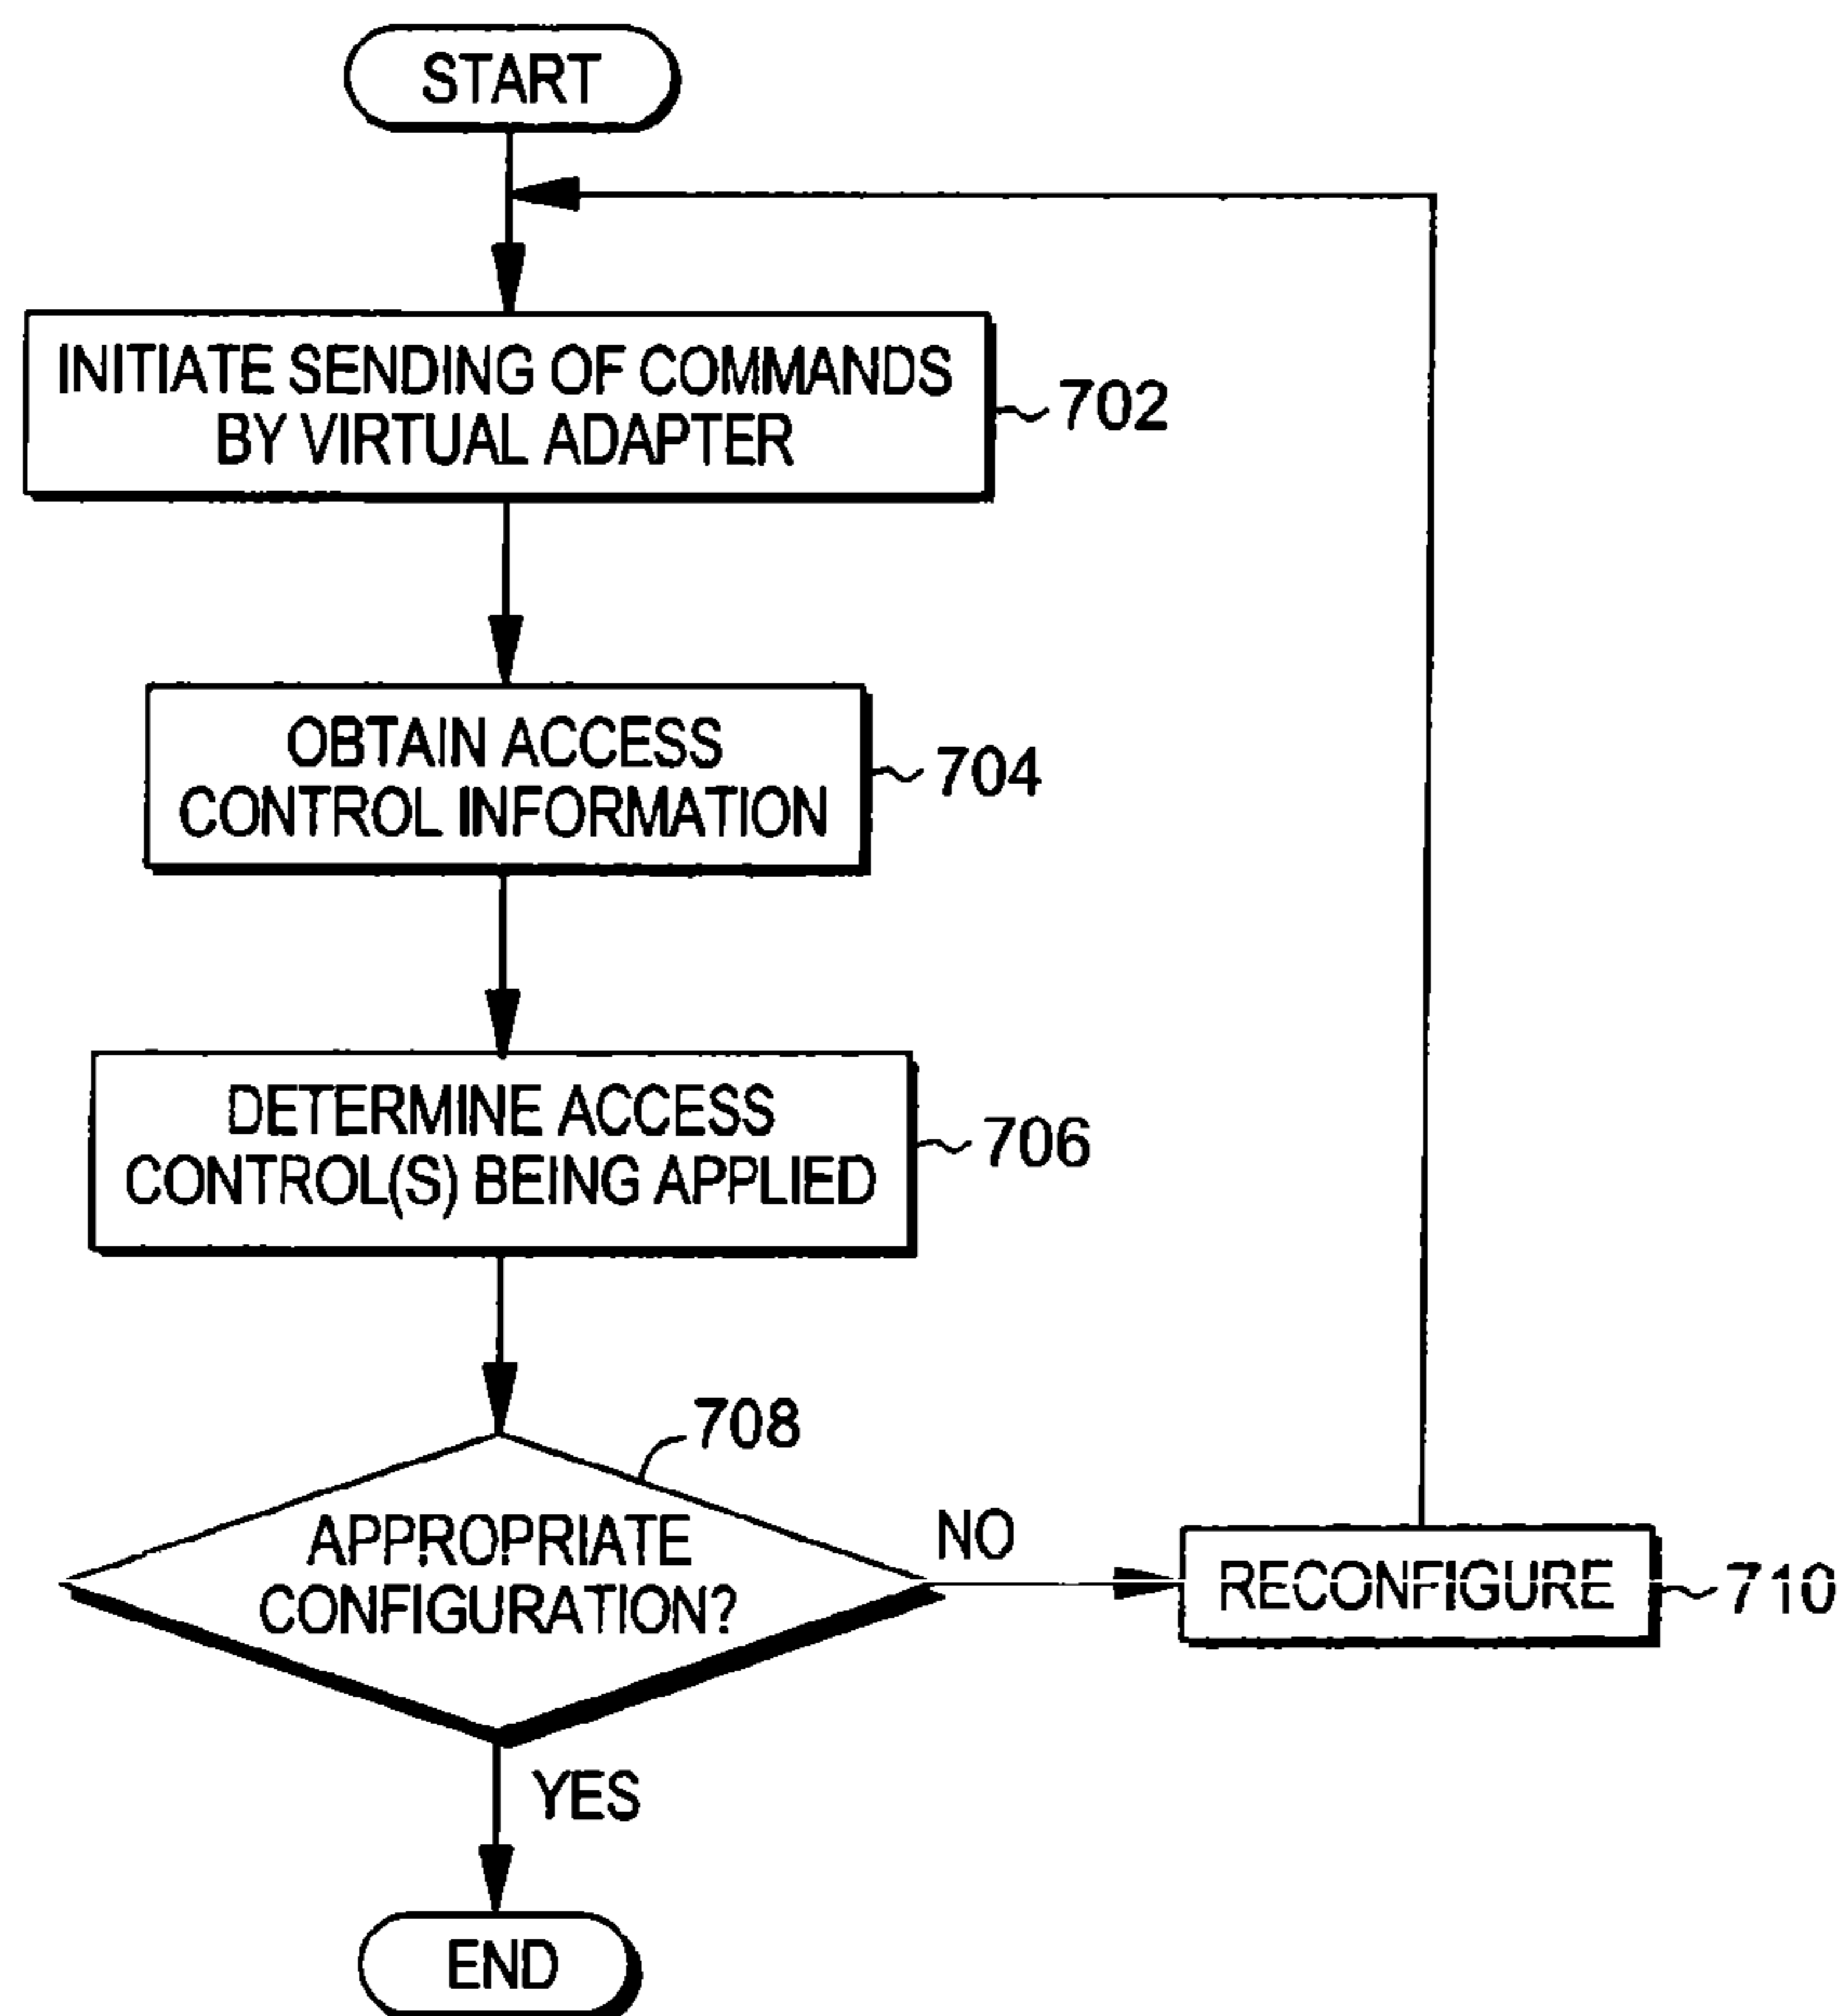 START
INITIATE SENDING OF COMMANDS
BY VIRTUAL ADAPTER
702
OBTAIN ACCESS
CONTROL INFORMATION
704
DETERMINE ACCESS
CONTROL(S) BEING APPLIED
706
708
APPROPRIATE
CONFIGURATION?
NO
RECONFIGURE
710
YES
END